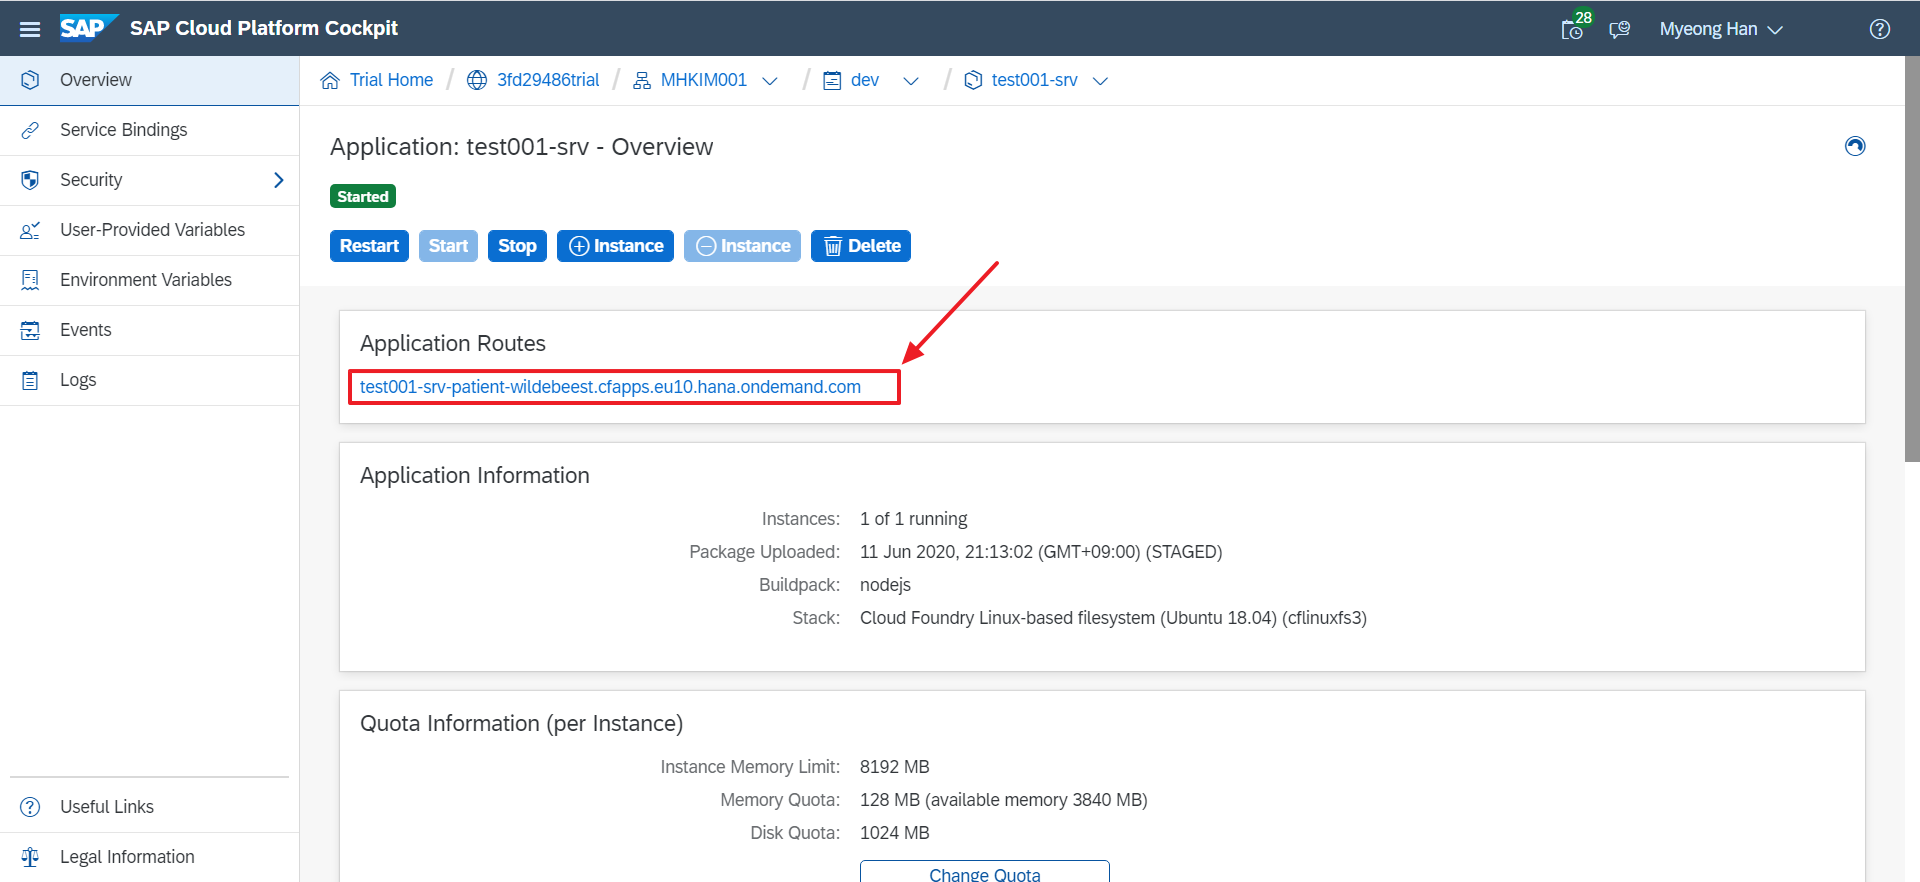 SAP SAP Cloud Platform Cockpit 28 Myeong Han
Overview
Service Bindings
Security
User-Provided Variables
Environment Variables
Events
Logs
Useful Links
Legal Information
Trial Home / 3fd29486trial / MHKIM001 / dev / test001-srv
Application: test001-srv - Overview
Started
Restart Start Stop Instance Instance Delete
Application Routes
test001-srv-patient-wildebeest.cfapps.eu10.hana.ondemand.com
Application Information
Instances: 1 of 1 running
Package Uploaded: 11 Jun 2020, 21:13:02 (GMT+09:00) (STAGED)
Buildpack: nodejs
Stack: Cloud Foundry Linux-based filesystem (Ubuntu 18.04) (cflinuxfs3)
Quota Information (per Instance)
Instance Memory Limit: 8192 MB
Memory Quota: 128 MB (available memory 3840 MB)
Disk Quota: 1024 MB
Change Quota